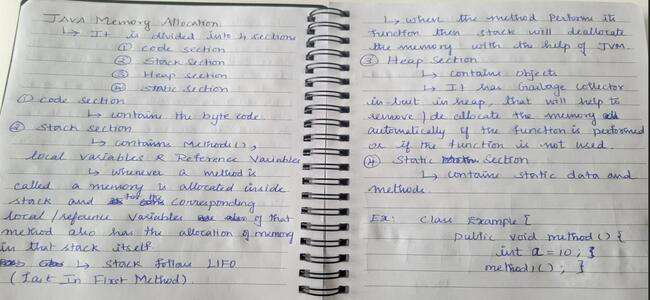 JAVA Memory Allocation
↳ It is divided into 4 sections
① code section
② Stack section
③ Heap section
④ static section
① code section
↳ contains the byte code.
② Stack section
↳ contains Methods(),
local variables & Reference Variables
↳ whenever a method is
called a memory is allocated inside
stack and for the corresponding
local/reference variables of that
method also has the allocation of memory
in that stack itself.
↳ Stack follow LIFO
(Last In First Method)
↳ when the method perform its
function then stack will deallocate
the memory with the help of JVM.
③ Heap section
↳ contains objects
↳ It has Garbage collector
in-built in heap, that will help to
remove/de allocate the memory
automatically if the function is performed
or if the function is not used.
④ Static section
↳ contains static data and
methods.
Ex: Class Example {
public void method() {
int a = 10; }
method1(); }